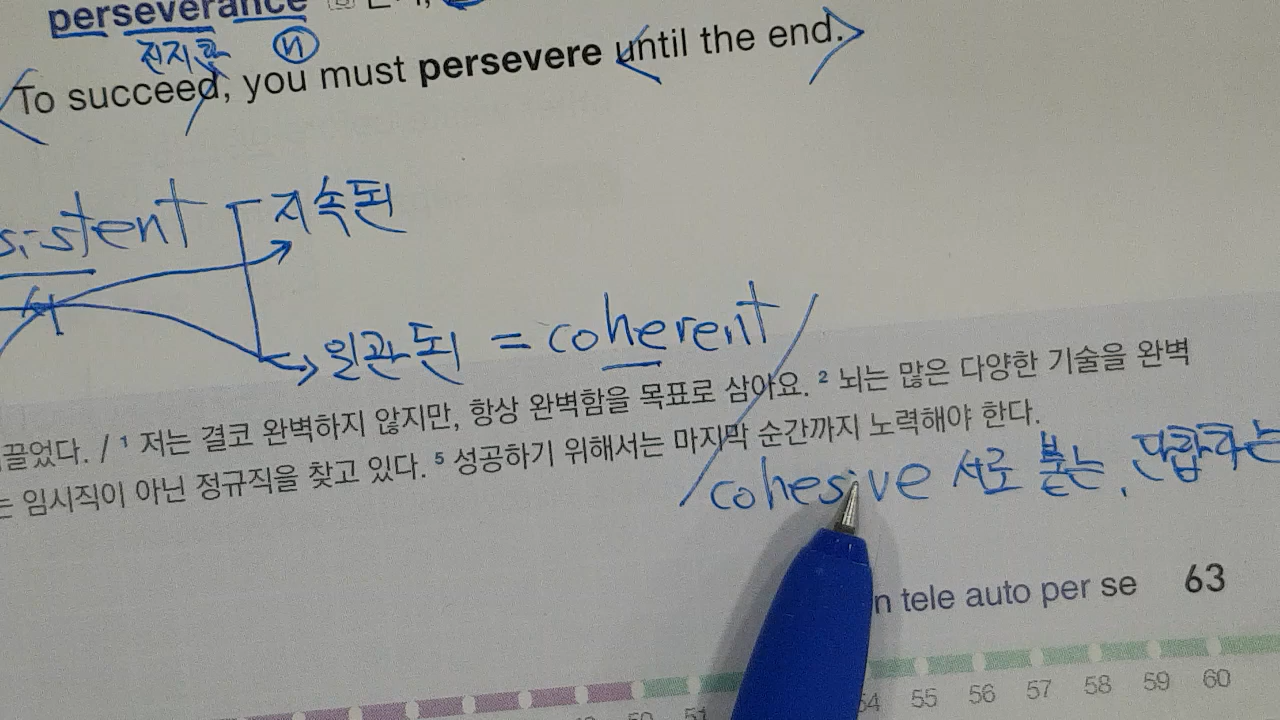 perseverance
진지한 n
To succeed, you must persevere until the end.
sistent 지속된
일관된 = coherent
끌었다. / 1 저는 결코 완벽하지 않지만, 항상 완벽함을 목표로 삼아요. 2 뇌는 많은 다양한 기술을 완벽
는 임시직이 아닌 정규직을 찾고 있다. 5 성공하기 위해서는 마지막 순간까지 노력해야 한다.
cohesive 서로 붙는, 단합하는
n tele auto per se 63
54 55 56 57 58 59 60